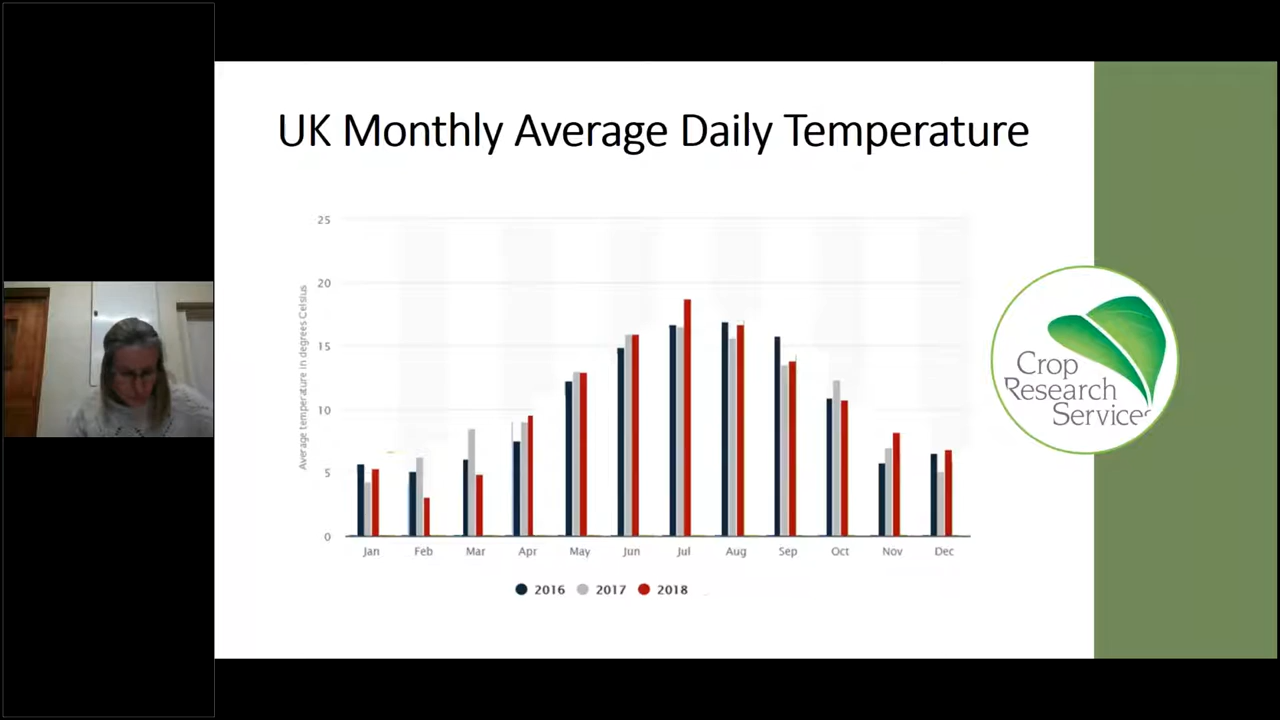 UK Monthly Average Daily Temperature
25
20
15
10
5
0
Average temperature in degrees Celsius
Jan Feb Mar Apr May Jun Jul Aug Sep Oct Nov Dec
2016 2017 2018
Crop
Research
Services